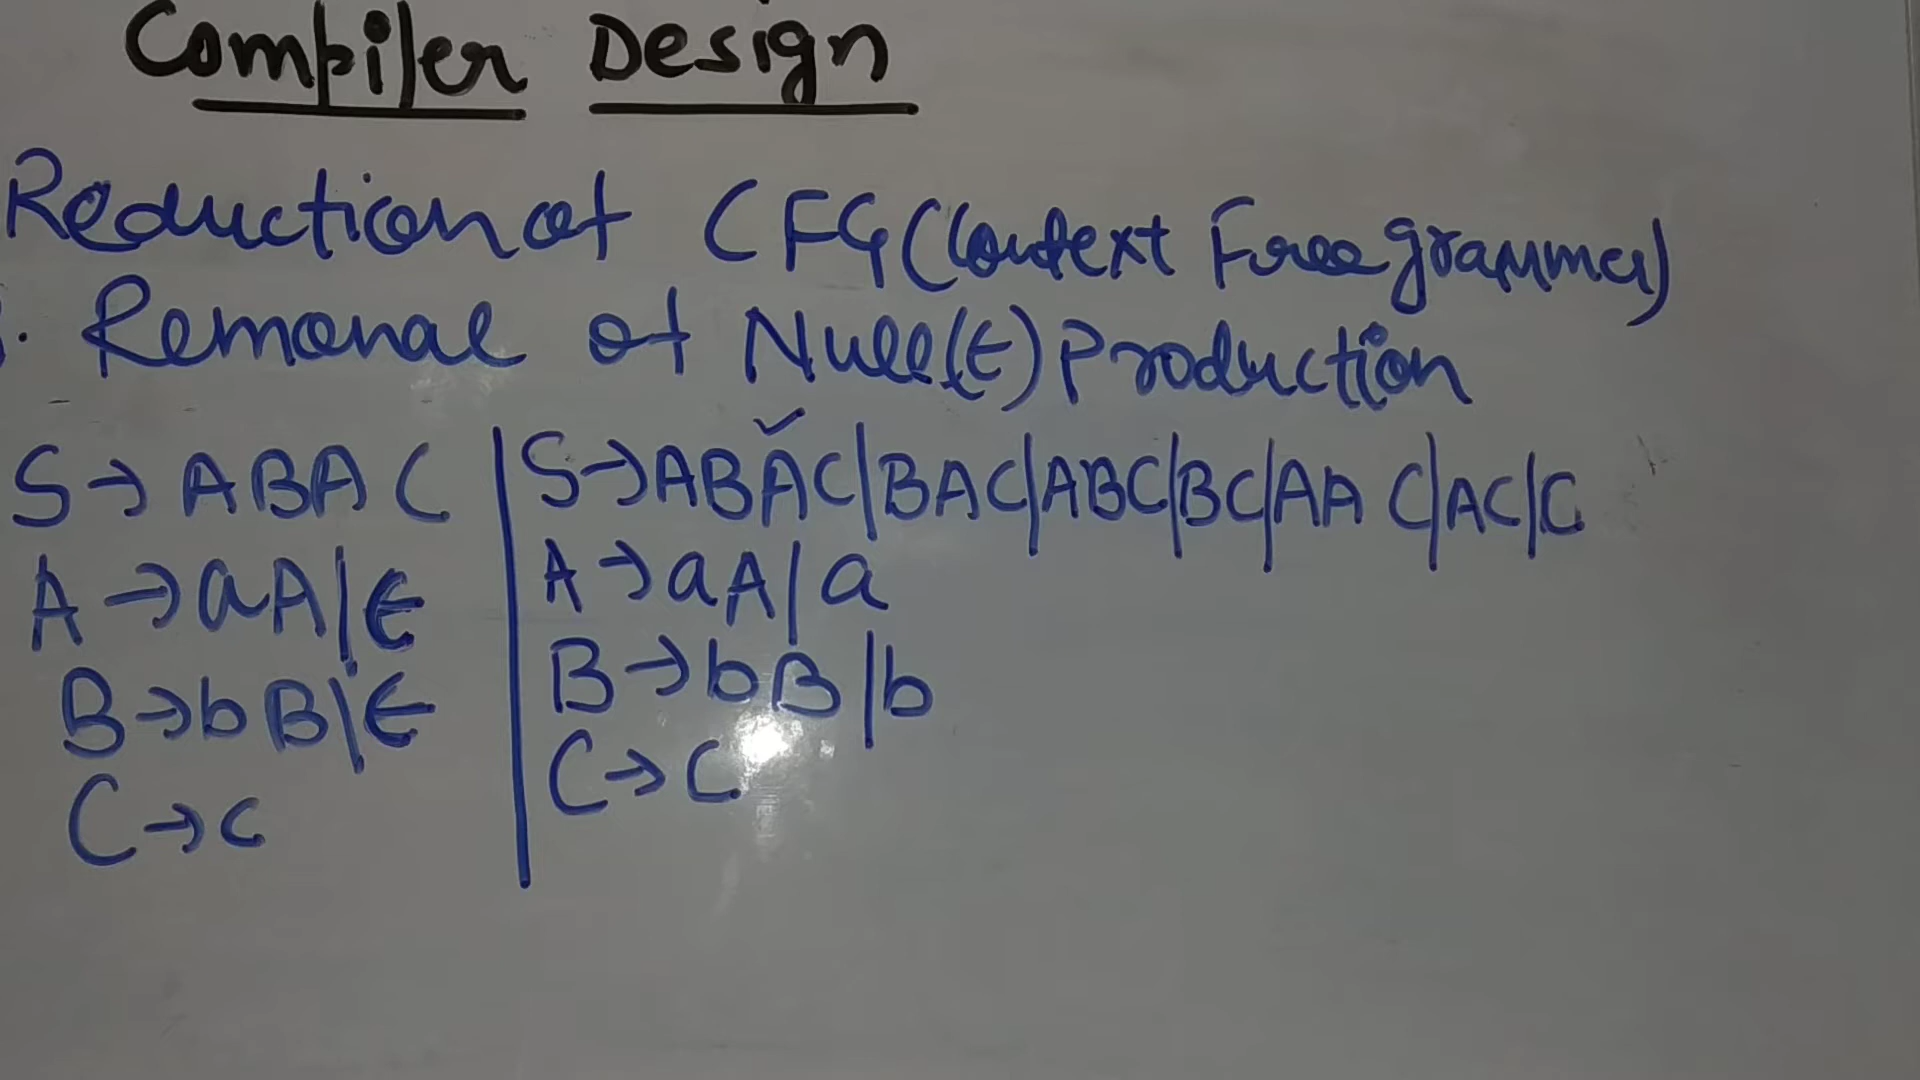 Compiler Design
Reduction of CFG (Context Free grammar)
. Removal of Null(ε) Production
S → ABAC | S → ABAC|BAC|ABC|BC|AAC|AC|C
A → aA|ε | A → aA|a
B → bB|ε | B → bB|b
C → c | C → c